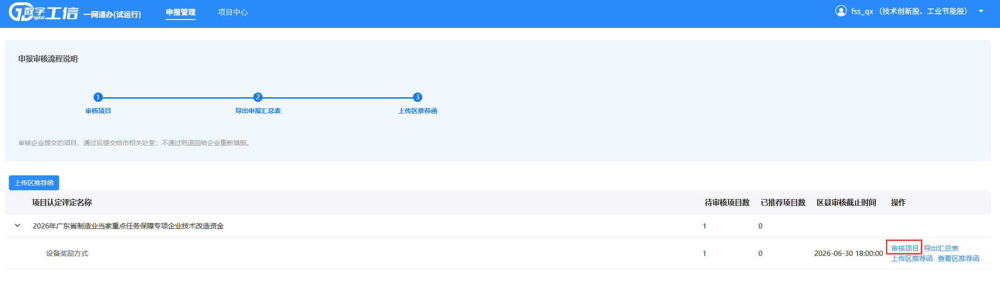 数字工信 igital 一网通办(试运行) 申报管理 项目中心 fss_qx （技术创新股、工业节能股）
申报审核流程说明
1 2 3
审核项目 导出申报汇总表 上传区推荐函
审核企业提交的项目，通过后提交给市相关处室；不通过则退回给企业重新填报。
上传区推荐函
项目认定评定名称 待审核项目数 已推荐项目数 区县审核截止时间 操作
2026年广东省制造业当家重点任务保障专项企业技术改造资金 1 0
设备奖励方式 1 0 2026-06-30 18:00:00 审核项目 导出汇总表
上传区推荐函 查看区推荐函